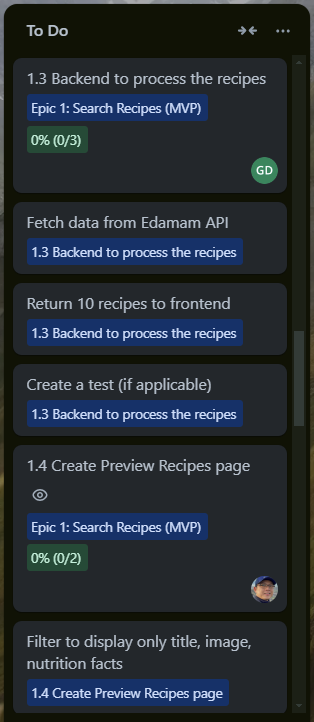 To Do
1.3 Backend to process the recipes
Epic 1: Search Recipes (MVP)
0% (0/3)
GD
Fetch data from Edamam API
1.3 Backend to process the recipes
Return 10 recipes to frontend
1.3 Backend to process the recipes
Create a test (if applicable)
1.3 Backend to process the recipes
1.4 Create Preview Recipes page
Epic 1: Search Recipes (MVP)
0% (0/2)
Filter to display only title, image,
nutrition facts
1.4 Create Preview Recipes page